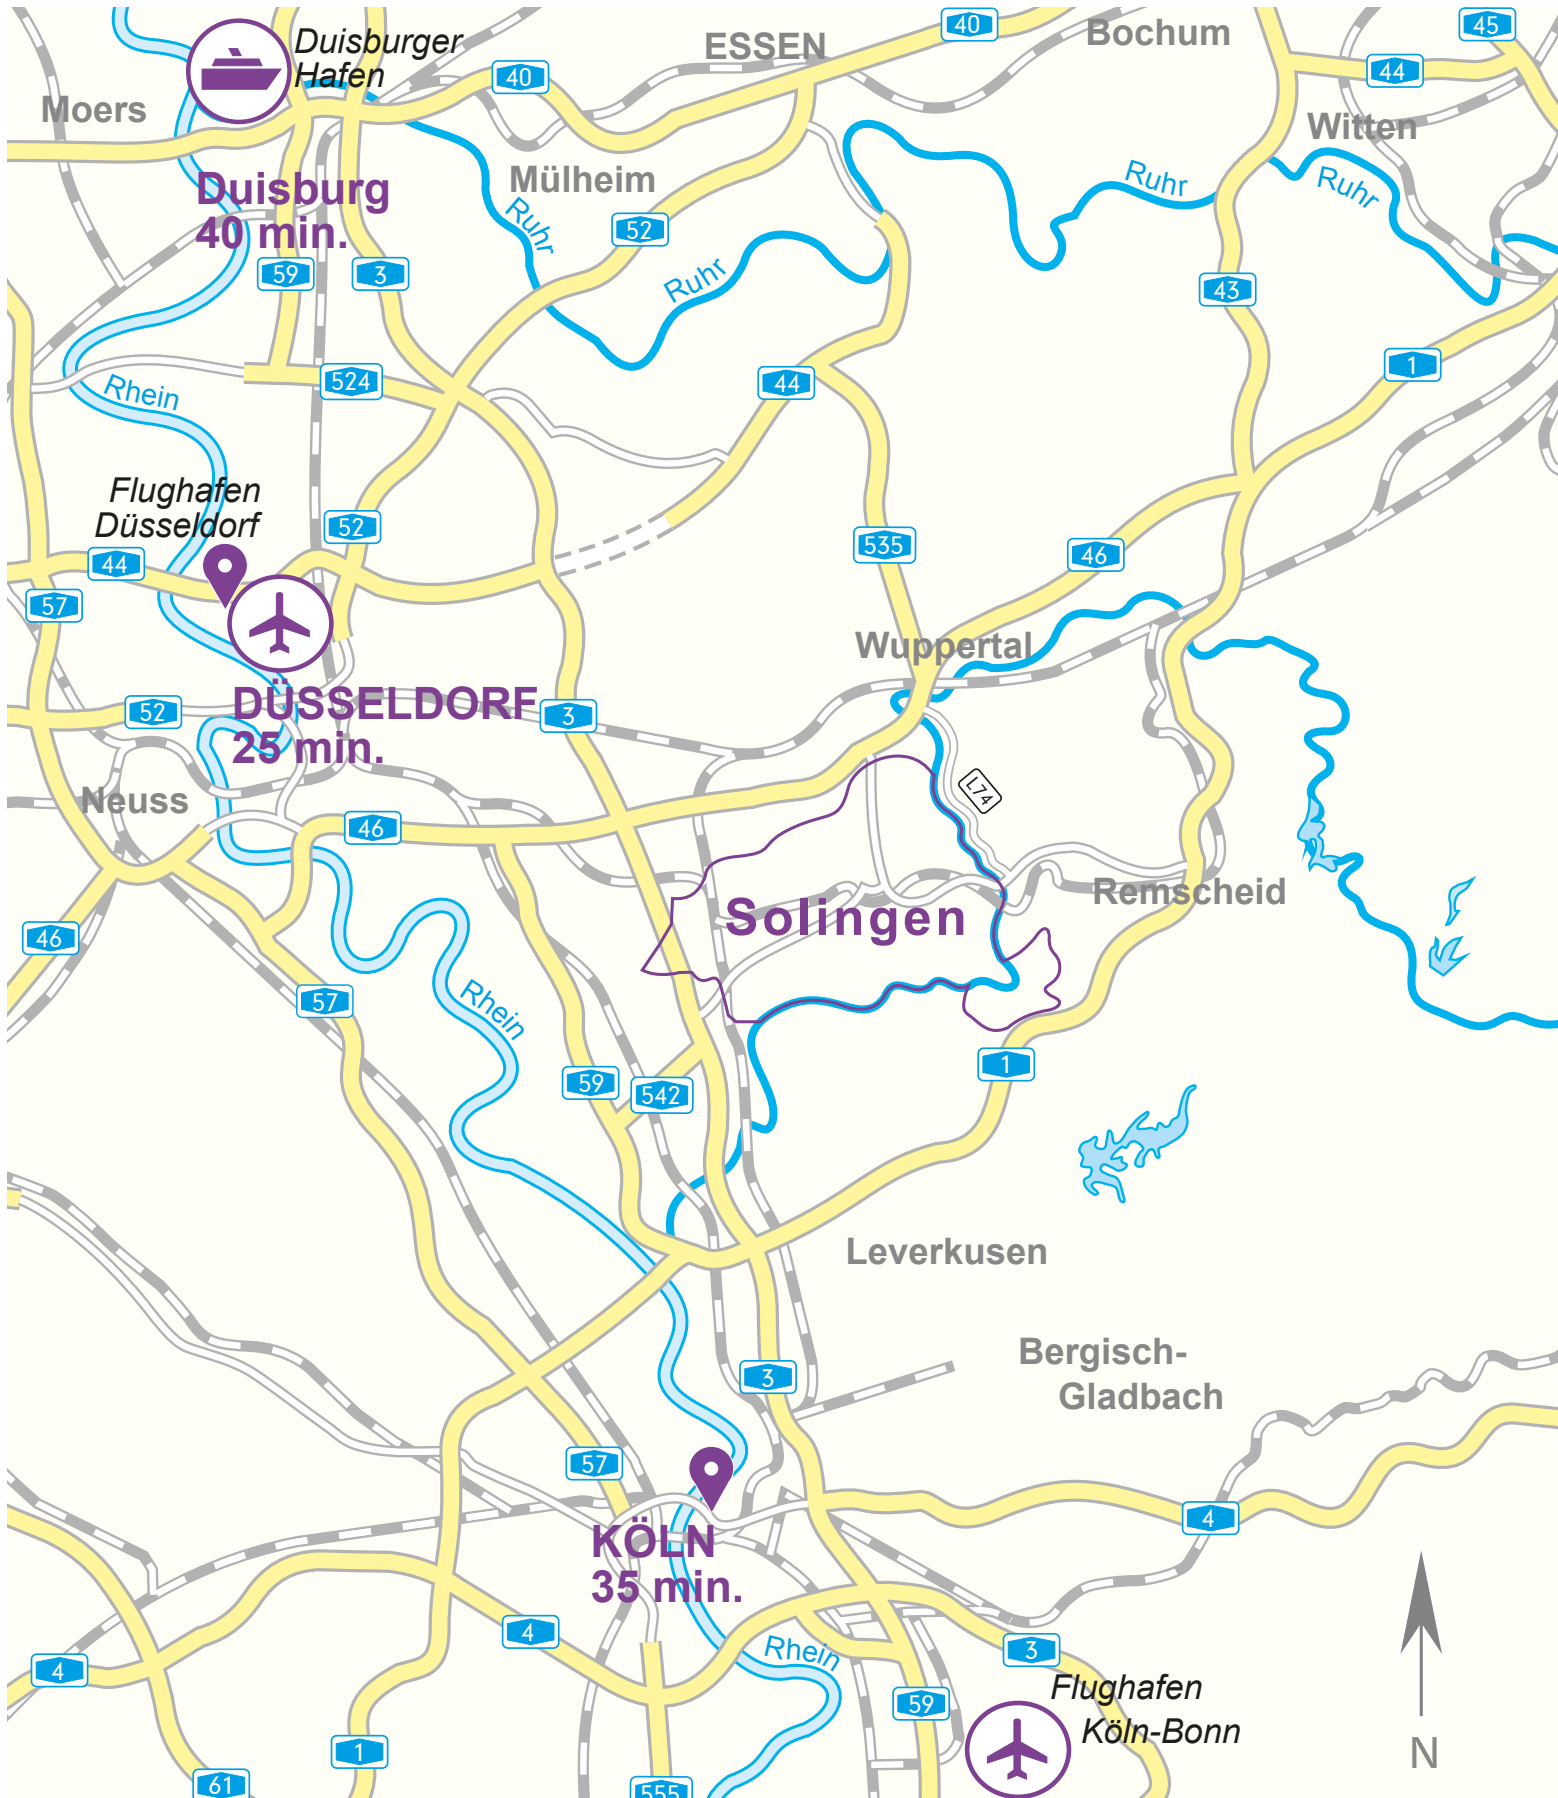 40
45
Duisburger
Hafen
ESSEN
Bochum
40
44
Moers
Witten
Mülheim
Ruhr
Ruhr
Duisburg
40 min.
Ruhr
52
Ruhr
59
3
43
524
44
1
Rhein
Flughafen
Düsseldorf
52
535
46
44
57
Wuppertal
DÜSSELDORF
25 min.
52
3
L74
Neuss
46
Remscheid
Solingen
46
57
Rhein
1
59
542
Leverkusen
Bergisch-
Gladbach
3
57
4
KÖLN
35 min.
4
Rhein
3
4
Flughafen
Köln-Bonn
59
1
N
61
555